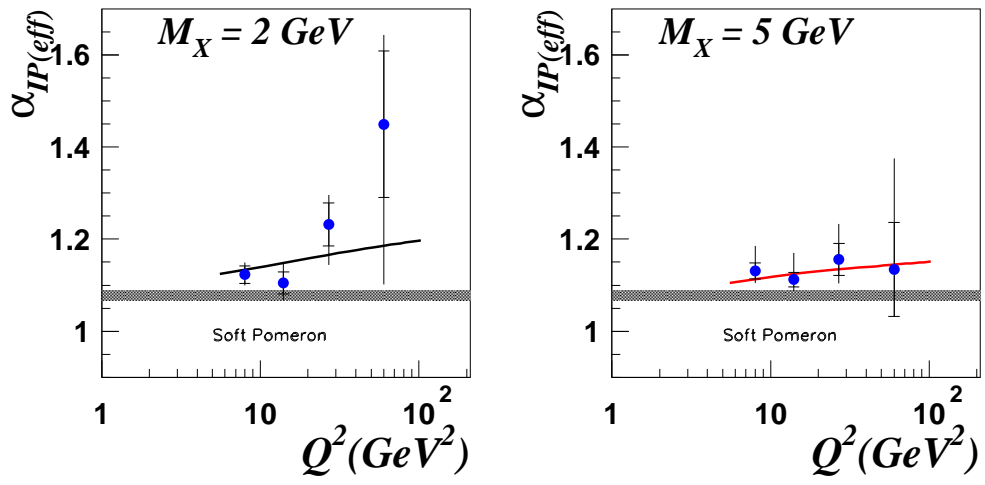 M_X = 2 GeV
α_IP(eff)
1.6
1.4
1.2
1
Soft Pomeron
1 10 10^2
Q^2(GeV^2)
M_X = 5 GeV
α_IP(eff)
1.6
1.4
1.2
1
Soft Pomeron
1 10 10^2
Q^2(GeV^2)